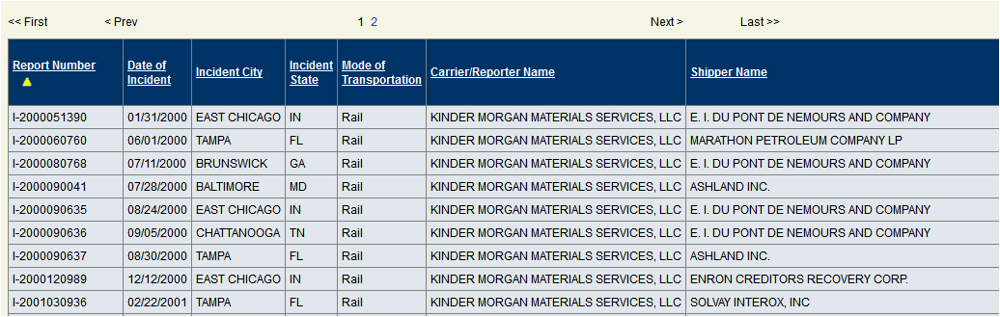 << First < Prev 1 2 Next > Last >>
Report Number Date of Incident Incident City Incident State Mode of Transportation Carrier/Reporter Name Shipper Name
I-2000051390 01/31/2000 EAST CHICAGO IN Rail KINDER MORGAN MATERIALS SERVICES, LLC E. I. DU PONT DE NEMOURS AND COMPANY
I-2000060760 06/01/2000 TAMPA FL Rail KINDER MORGAN MATERIALS SERVICES, LLC MARATHON PETROLEUM COMPANY LP
I-2000080768 07/11/2000 BRUNSWICK GA Rail KINDER MORGAN MATERIALS SERVICES, LLC E. I. DU PONT DE NEMOURS AND COMPANY
I-2000090041 07/28/2000 BALTIMORE MD Rail KINDER MORGAN MATERIALS SERVICES, LLC ASHLAND INC.
I-2000090635 08/24/2000 EAST CHICAGO IN Rail KINDER MORGAN MATERIALS SERVICES, LLC E. I. DU PONT DE NEMOURS AND COMPANY
I-2000090636 09/05/2000 CHATTANOOGA TN Rail KINDER MORGAN MATERIALS SERVICES, LLC E. I. DU PONT DE NEMOURS AND COMPANY
I-2000090637 08/30/2000 TAMPA FL Rail KINDER MORGAN MATERIALS SERVICES, LLC ASHLAND INC.
I-2000120989 12/12/2000 EAST CHICAGO IN Rail KINDER MORGAN MATERIALS SERVICES, LLC ENRON CREDITORS RECOVERY CORP.
I-2001030936 02/22/2001 TAMPA FL Rail KINDER MORGAN MATERIALS SERVICES, LLC SOLVAY INTEROX, INC